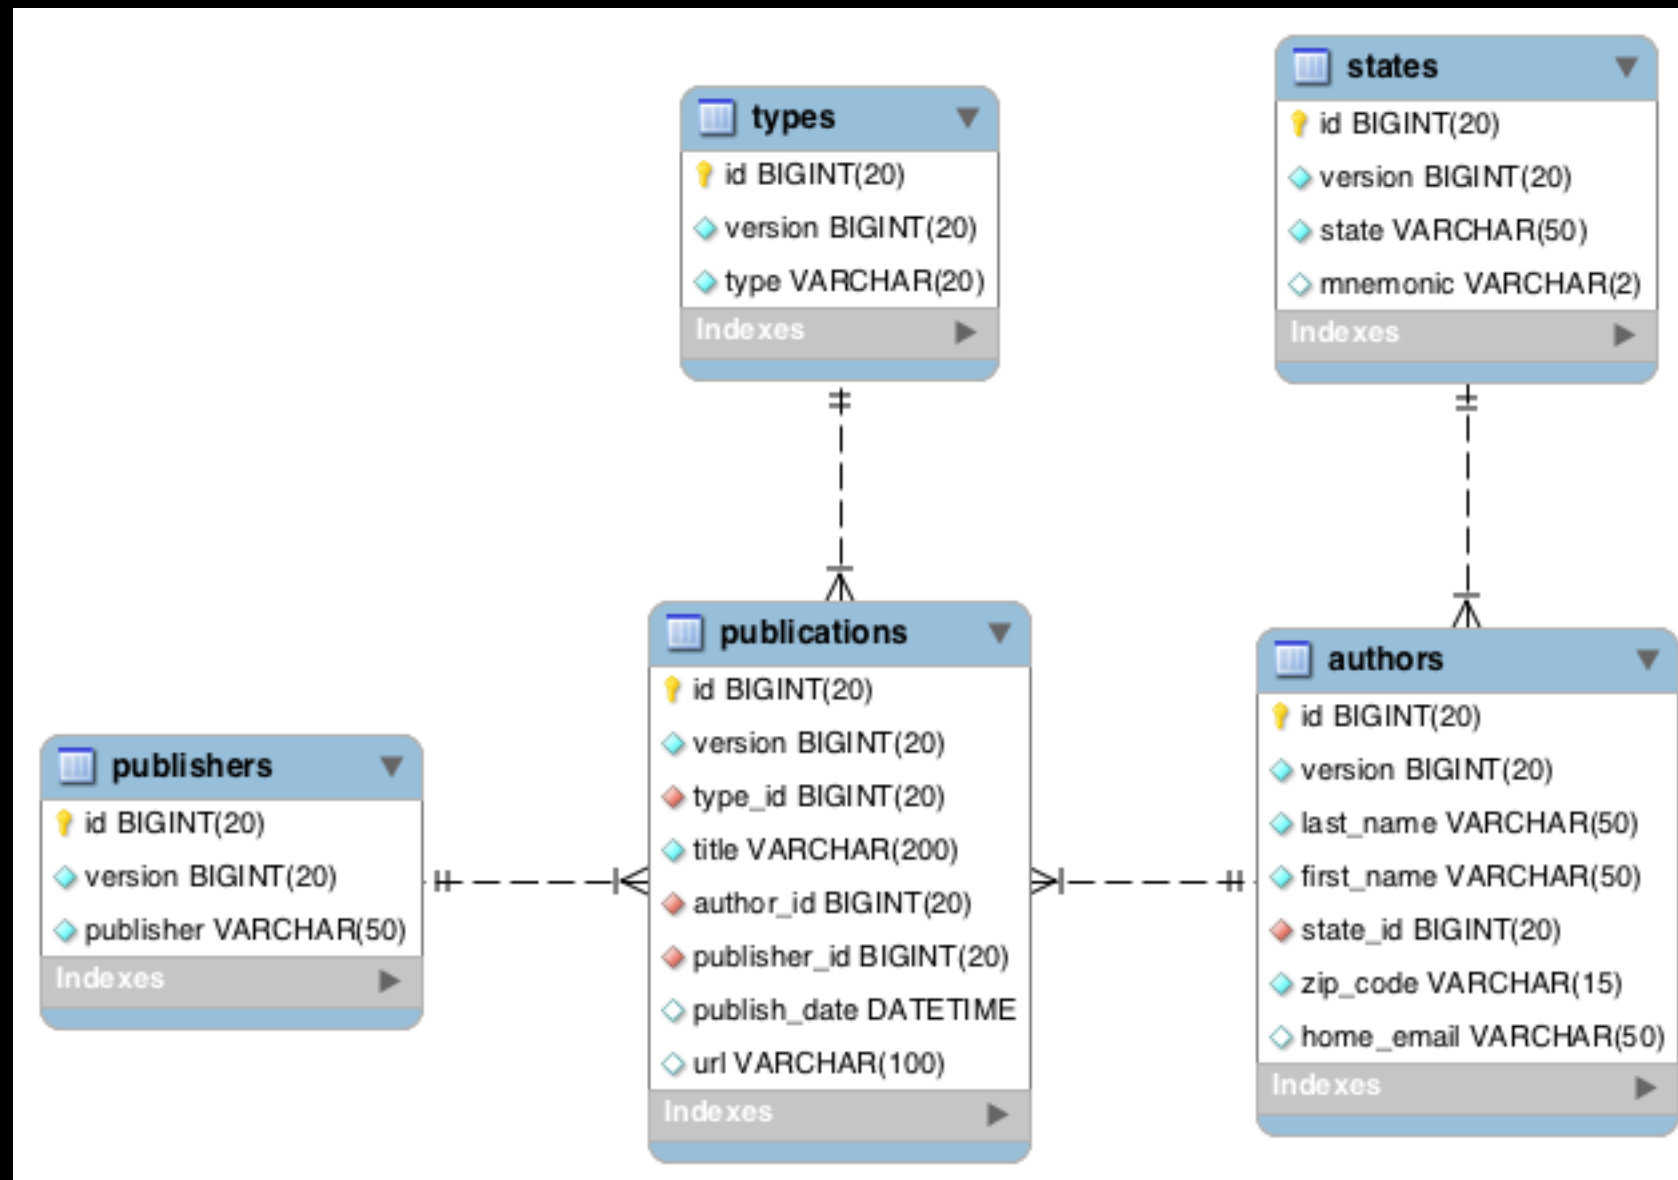 types
id BIGINT(20)
version BIGINT(20)
type VARCHAR(20)
Indexes
states
id BIGINT(20)
version BIGINT(20)
state VARCHAR(50)
mnemonic VARCHAR(2)
Indexes
publishers
id BIGINT(20)
version BIGINT(20)
publisher VARCHAR(50)
Indexes
publications
id BIGINT(20)
version BIGINT(20)
type_id BIGINT(20)
title VARCHAR(200)
author_id BIGINT(20)
publisher_id BIGINT(20)
publish_date DATETIME
url VARCHAR(100)
Indexes
authors
id BIGINT(20)
version BIGINT(20)
last_name VARCHAR(50)
first_name VARCHAR(50)
state_id BIGINT(20)
zip_code VARCHAR(15)
home_email VARCHAR(50)
Indexes